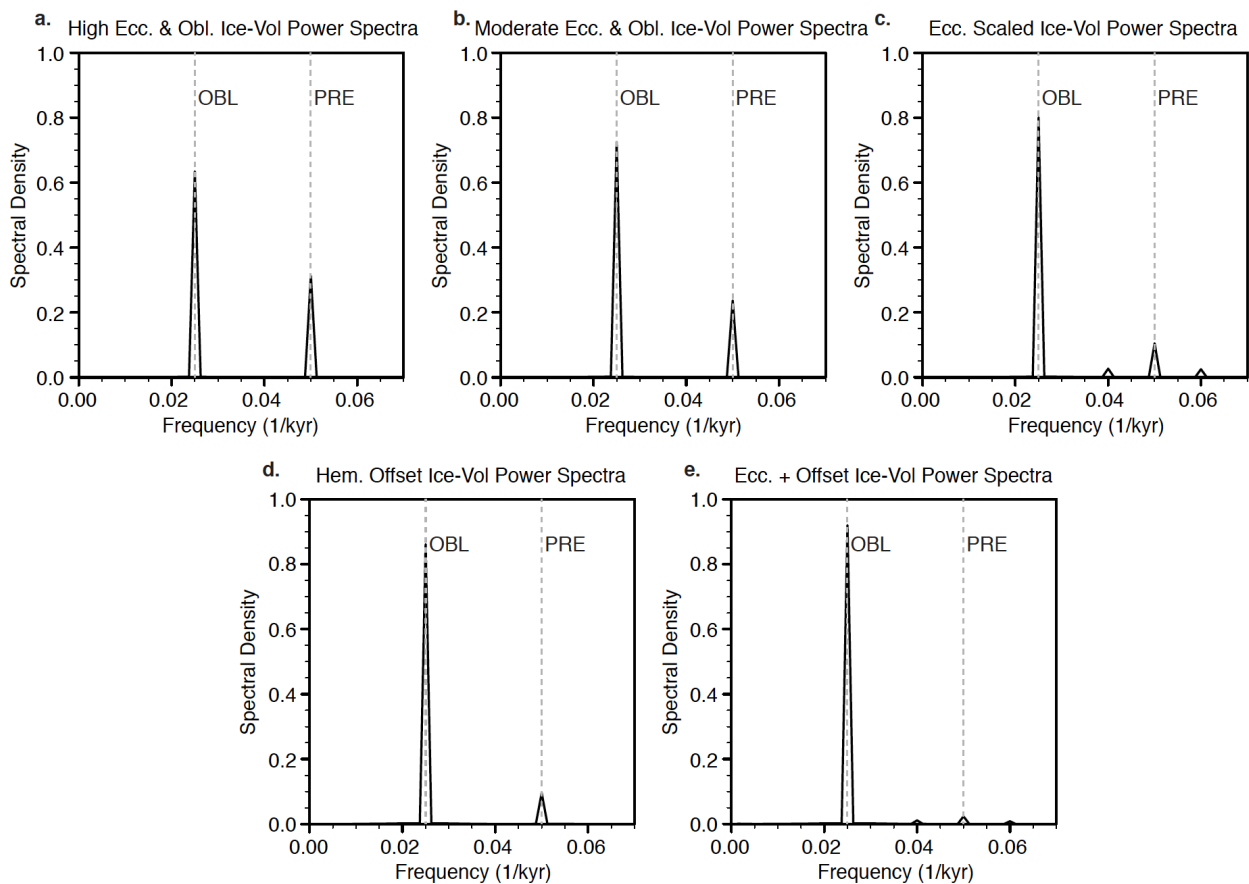 a. High Ecc. & Obl. Ice-Vol Power Spectra
1.0
0.8
0.6
0.4
0.2
0.0
Spectral Density
OBL
PRE
0.00 0.02 0.04 0.06
Frequency (1/kyr)
b. Moderate Ecc. & Obl. Ice-Vol Power Spectra
1.0
0.8
0.6
0.4
0.2
0.0
Spectral Density
OBL
PRE
0.00 0.02 0.04 0.06
Frequency (1/kyr)
c. Ecc. Scaled Ice-Vol Power Spectra
1.0
0.8
0.6
0.4
0.2
0.0
Spectral Density
OBL
PRE
0.00 0.02 0.04 0.06
Frequency (1/kyr)
d. Hem. Offset Ice-Vol Power Spectra
1.0
0.8
0.6
0.4
0.2
0.0
Spectral Density
OBL
PRE
0.00 0.02 0.04 0.06
Frequency (1/kyr)
e. Ecc. + Offset Ice-Vol Power Spectra
1.0
0.8
0.6
0.4
0.2
0.0
Spectral Density
OBL
PRE
0.00 0.02 0.04 0.06
Frequency (1/kyr)